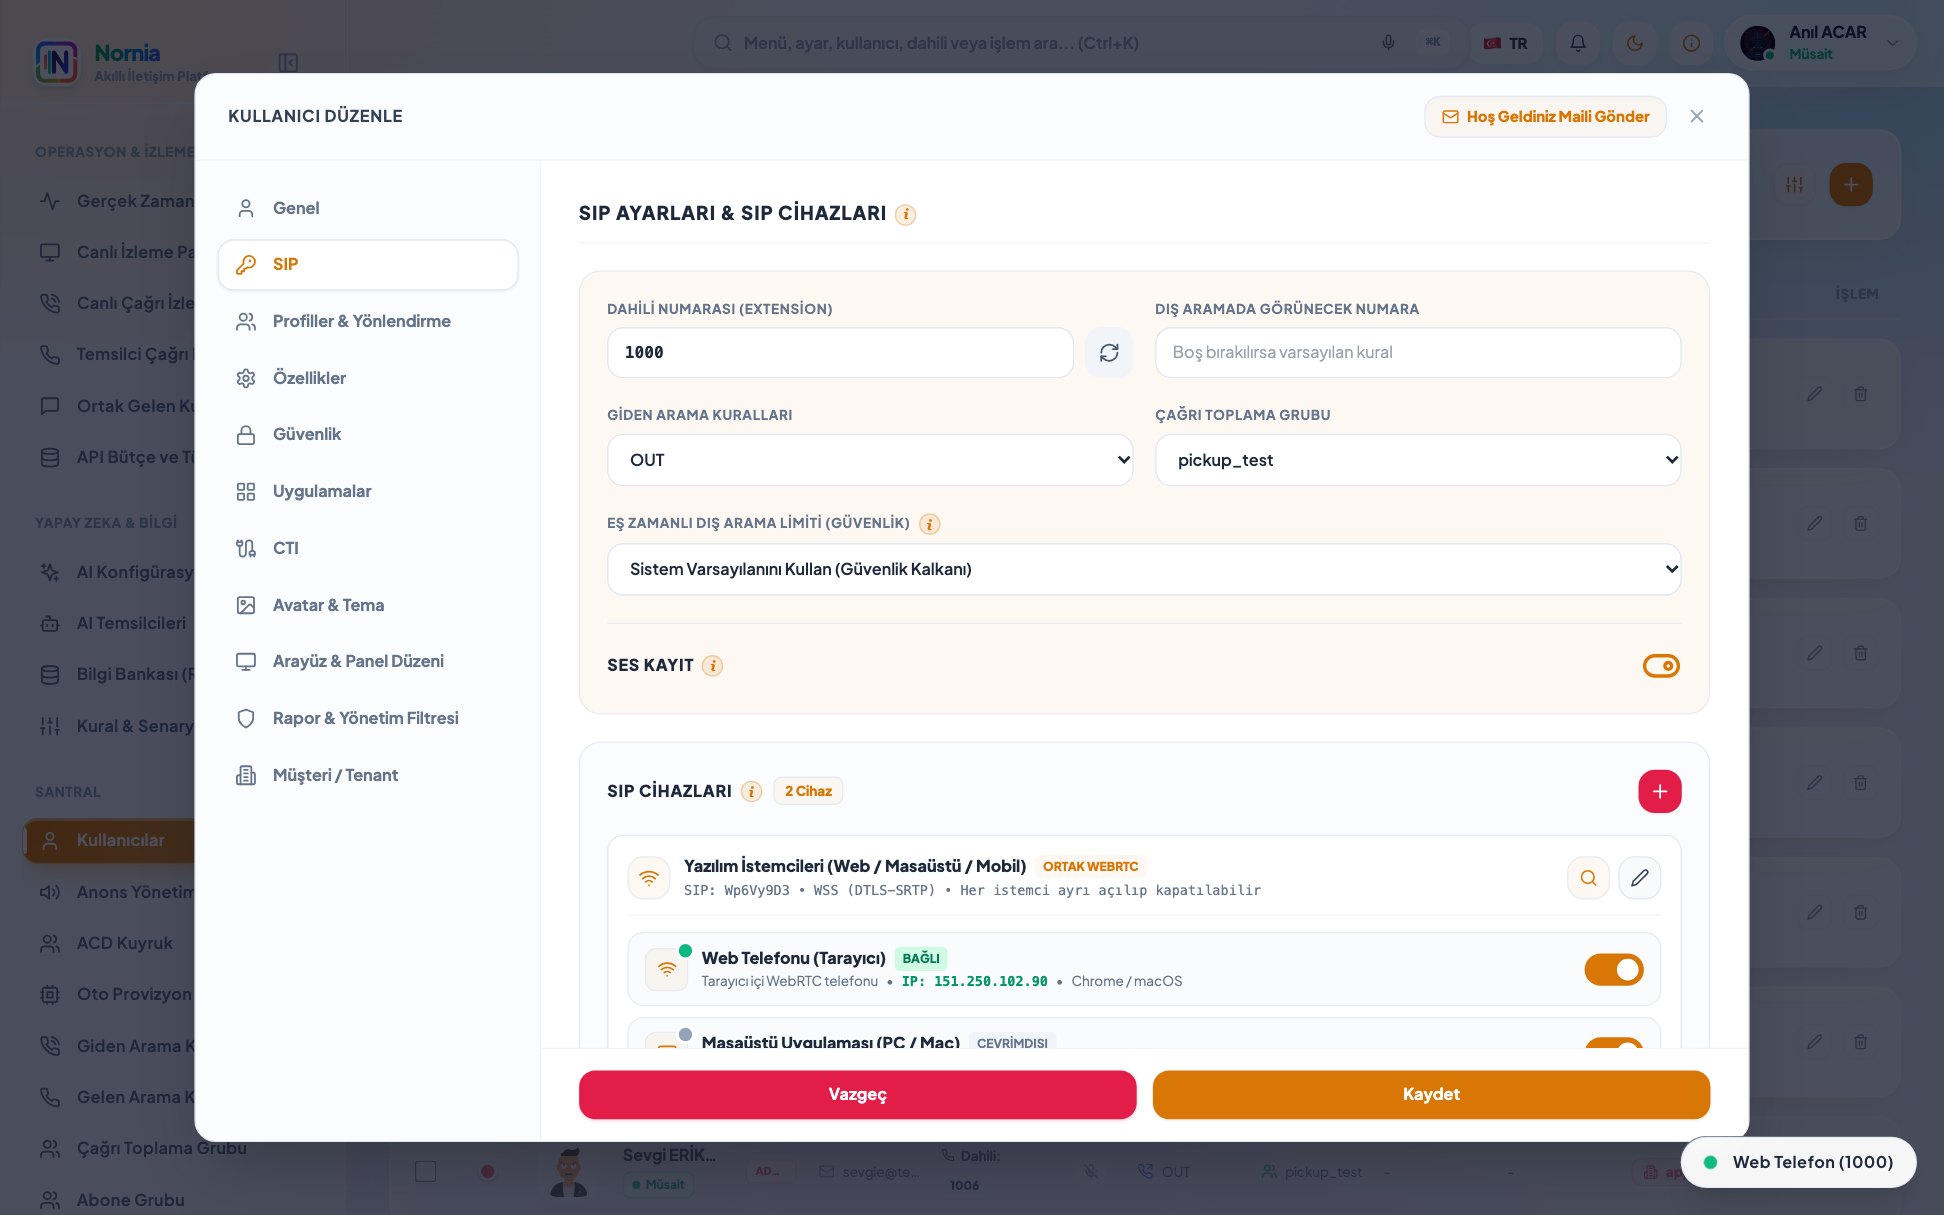 Nornia
Akıllı İletişim Platf
Menü, ayar, kullanıcı, dahili veya işlem ara... (Ctrl+K)
⌘K
TR
Anıl ACAR
Müsait
OPERASYON & İZLEME
Gerçek Zaman
Canlı İzleme Pa
Canlı Çağrı İzle
Temsilci Çağrı
Ortak Gelen Ku
API Bütçe ve Tü
YAPAY ZEKA & BİLGİ
AI Konfigürasy
AI Temsilcileri
Bilgi Bankası (R
Kural & Senary
SANTRAL
Kullanıcılar
Anons Yönetim
ACD Kuyruk
Oto Provizyon
Giden Arama K
Gelen Arama K
Çağrı Toplama Grubu
Abone Grubu
İŞLEM
KULLANICI DÜZENLE
Hoş Geldiniz Maili Gönder
Genel
SIP
Profiller & Yönlendirme
Özellikler
Güvenlik
Uygulamalar
CTI
Avatar & Tema
Arayüz & Panel Düzeni
Rapor & Yönetim Filtresi
Müşteri / Tenant
SIP AYARLARI & SIP CİHAZLARI
DAHİLİ NUMARASI (EXTENSİON)
1000
DIŞ ARAMADA GÖRÜNECEK NUMARA
Boş bırakılırsa varsayılan kural
GİDEN ARAMA KURALLARI
OUT
ÇAĞRI TOPLAMA GRUBU
pickup_test
EŞ ZAMANLI DIŞ ARAMA LİMİTİ (GÜVENLİK)
Sistem Varsayılanını Kullan (Güvenlik Kalkanı)
SES KAYIT
SIP CİHAZLARI
2 Cihaz
Yazılım İstemcileri (Web / Masaüstü / Mobil)
ORTAK WEBRTC
SIP: Wp6Vy9D3 • WSS (DTLS-SRTP) • Her istemci ayrı açılıp kapatılabilir
Web Telefonu (Tarayıcı)
BAĞLI
Tarayıcı içi WebRTC telefonu • IP: 151.250.102.90 • Chrome / macOS
Masaüstü Uygulaması (PC / Mac)
ÇEVRİMDIŞI
Vazgeç
Kaydet
Sevgi ERİK...
Müsait
AD...
sevgie@te...
Dahili:
1006
OUT
pickup_test
-
-
ap
Web Telefon (1000)